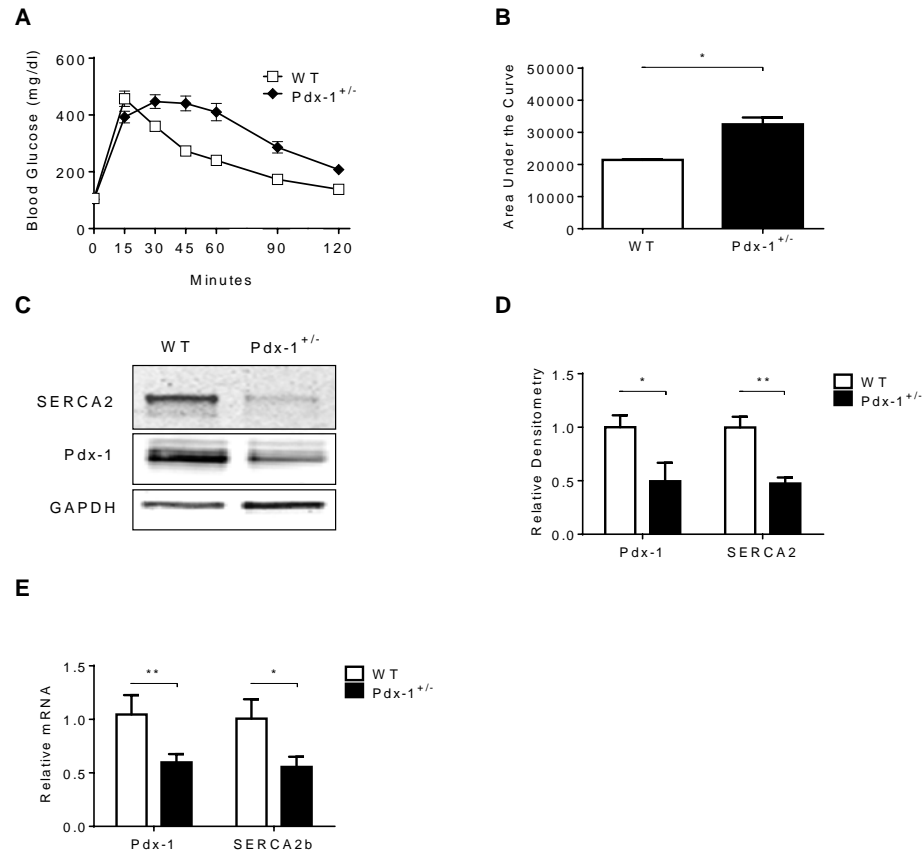 A
Blood Glucose (mg/dl)
600
400
200
0
0 15 30 45 60 90 120
Minutes
WT
Pdx-1+/-
B
Area Under the Curve
50000
40000
30000
20000
10000
0
*
WT Pdx-1+/-
C
WT Pdx-1+/-
SERCA2
Pdx-1
GAPDH
D
Relative Densitometry
1.5
1.0
0.5
0.0
* **
Pdx-1 SERCA2
WT
Pdx-1+/-
E
Relative mRNA
1.5
1.0
0.5
0.0
** *
Pdx-1 SERCA2b
WT
Pdx-1+/-